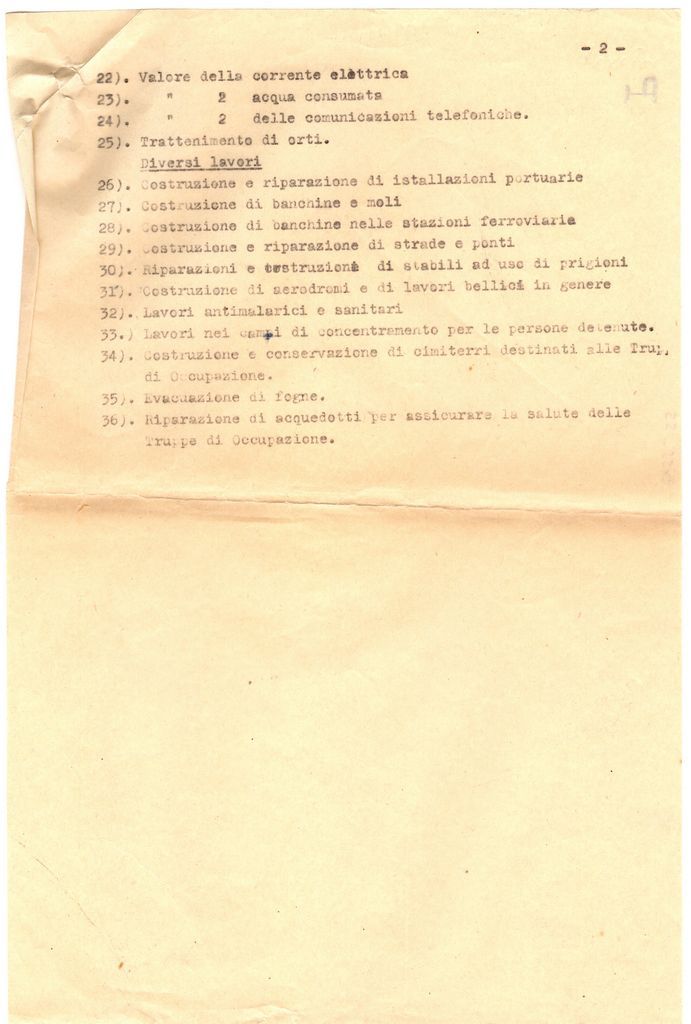 - 2 -
22). Valore della corrente elèttrica
23). " 2 acqua consumata
24). " 2 delle comunicazioni telefoniche.
25). Trattenimento di orti.
Diversi lavori
26). Costruzione e riparazione di istallazioni portuarie
27). Costruzione di banchine e moli
28). Costruzione di banchine nelle stazioni ferroviarie
29). Costruzione e riparazione di strade e ponti
30). Riparazioni e costruzioni di stabili ad uso di prigioni
31). Costruzione di aerodromi e di lavori bellici in genere
32). Lavori antimalarici e sanitari
33.) Lavori nei campi di concentramento per le persone detenute.
34). Costruzione e conservazione di cimiterri destinati alle Trup.
di Occupazione.
35). Evacuazione di fogne.
36). Riparazione di acquedotti per assicurare la salute delle
Truppe di Occupazione.